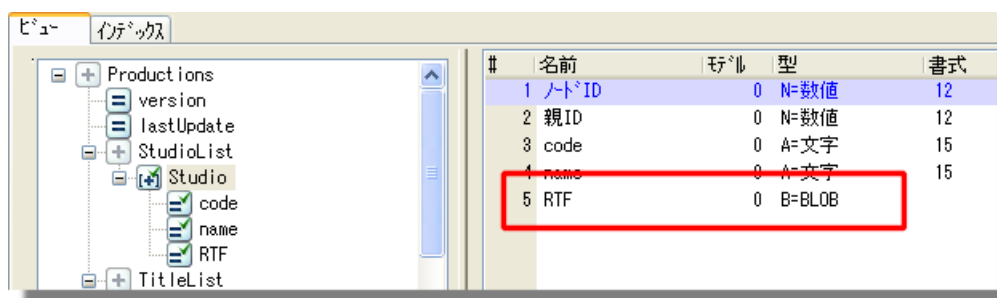 ビュー インデックス
Productions
version
lastUpdate
StudioList
Studio
code
name
RTF
TitleList
# 名前 モデル 型 書式
1 ノードID 0 N=数値 12
2 親ID 0 N=数値 12
3 code 0 A=文字 15
4 name 0 A=文字 15
5 RTF 0 B=BLOB